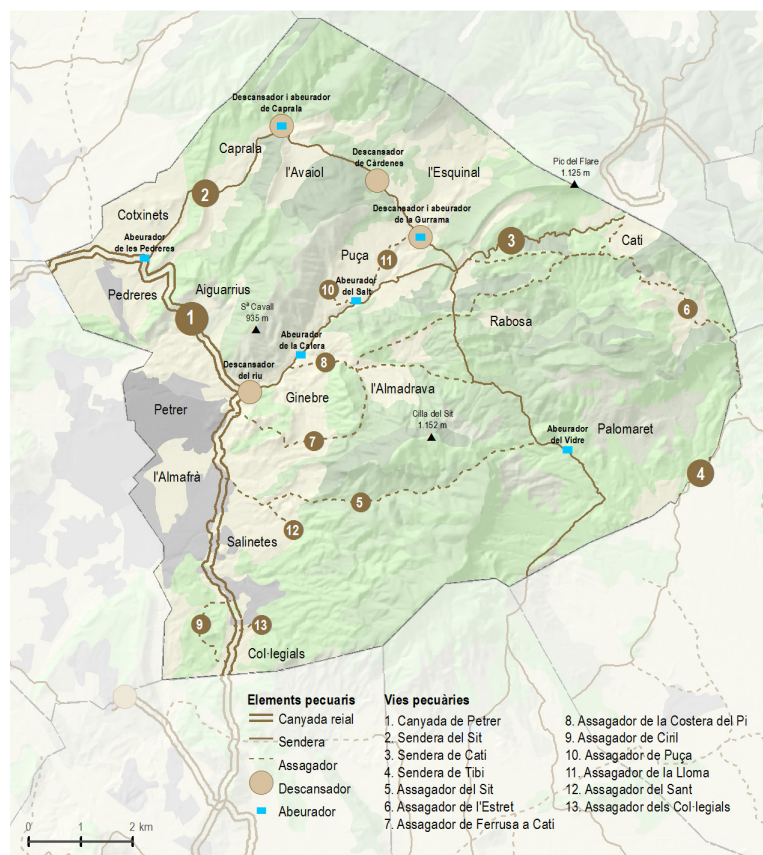 Descansador i abeurador
de Caprala
Caprala
Descansador
de Càrdenes
l'Avaiol
l'Esquinal
Pic del Flare
1.125 m
2
Cotxinets
Descansador i abeurador
de la Gurrama
Abeurador
de les Pedreres
3
Cati
Puça
11
Pedreres
Aiguarrius
10
Abeurador
del Salt
6
Sª Cavall
935 m
1
Rabosa
Abeurador
de la Calera
Descansador
del riu
8
Ginebre
l'Almadrava
Petrer
Cilla del Sit
1.152 m
Abeurador
del Vidre
Palomaret
7
l'Almafrà
4
5
12
Salinetes
9
13
Col·legials
Elements pecuaris
Canyada reial
Sendera
Assagador
Descansador
Abeurador
Vies pecuàries
1. Canyada de Petrer
2. Sendera del Sit
3. Sendera de Cati
4. Sendera de Tibi
5. Assagador del Sit
6. Assagador de l'Estret
7. Assagador de Ferrusa a Cati
8. Assagador de la Costera del Pi
9. Assagador de Ciril
10. Assagador de Puça
11. Assagador de la Lloma
12. Assagador del Sant
13. Assagador dels Col·legials
0 1 2 km